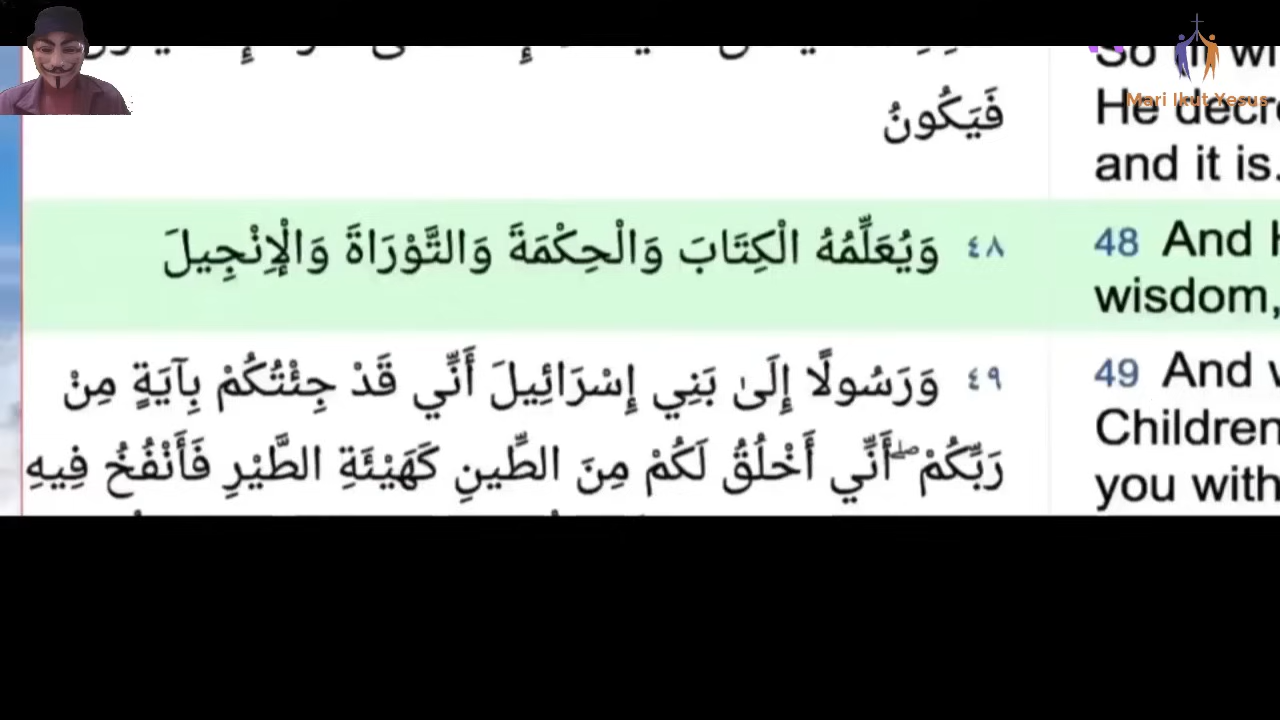 So
Mari Ikut Yesus
فَيَكُونُ
He decr
and it is.
٤٨ وَيُعَلِّمُهُ الْكِتَابَ وَالْحِكْمَةَ وَالتَّوْرَاةَ وَالْإِنْجِيلَ
48 And H
wisdom,
٤٩ وَرَسُولًا إِلَىٰ بَنِي إِسْرَائِيلَ أَنِّي قَدْ جِئْتُكُمْ بِآيَةٍ مِنْ
رَبِّكُمْ ۖ أَنِّي أَخْلُقُ لَكُمْ مِنَ الطِّينِ كَهَيْئَةِ الطَّيْرِ فَأَنْفُخُ فِيهِ
49 And
Children
you with